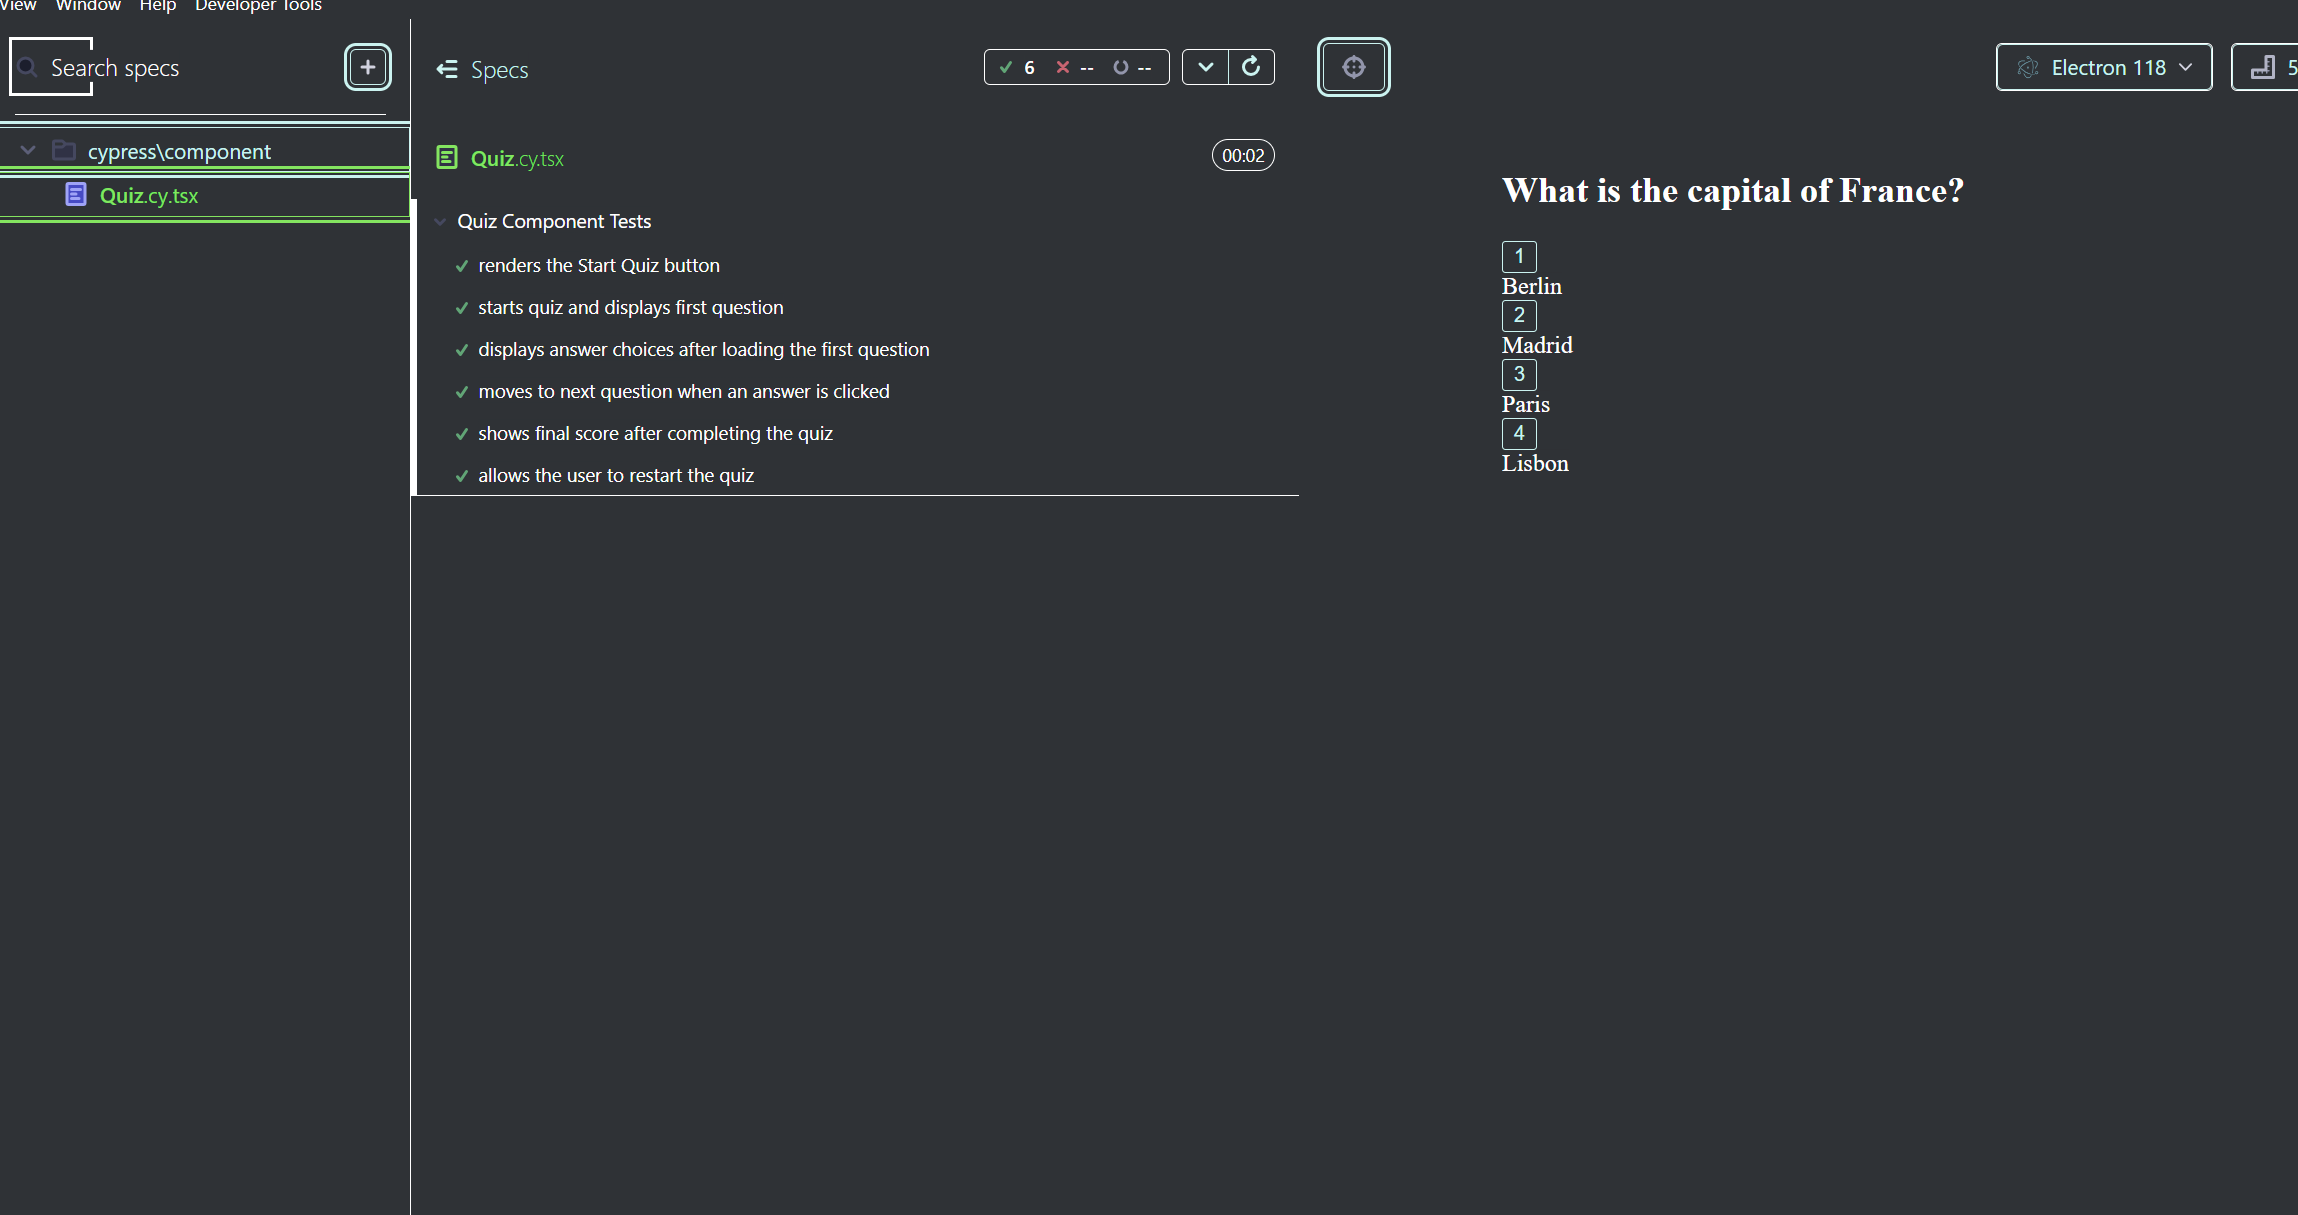 View Window Help Developer Tools
Search specs
+
Specs
6 -- --
Electron 118
5
cypress\component
Quiz.cy.tsx
Quiz.cy.tsx
00:02
Quiz Component Tests
renders the Start Quiz button
starts quiz and displays first question
displays answer choices after loading the first question
moves to next question when an answer is clicked
shows final score after completing the quiz
allows the user to restart the quiz
What is the capital of France?
1
Berlin
2
Madrid
3
Paris
4
Lisbon